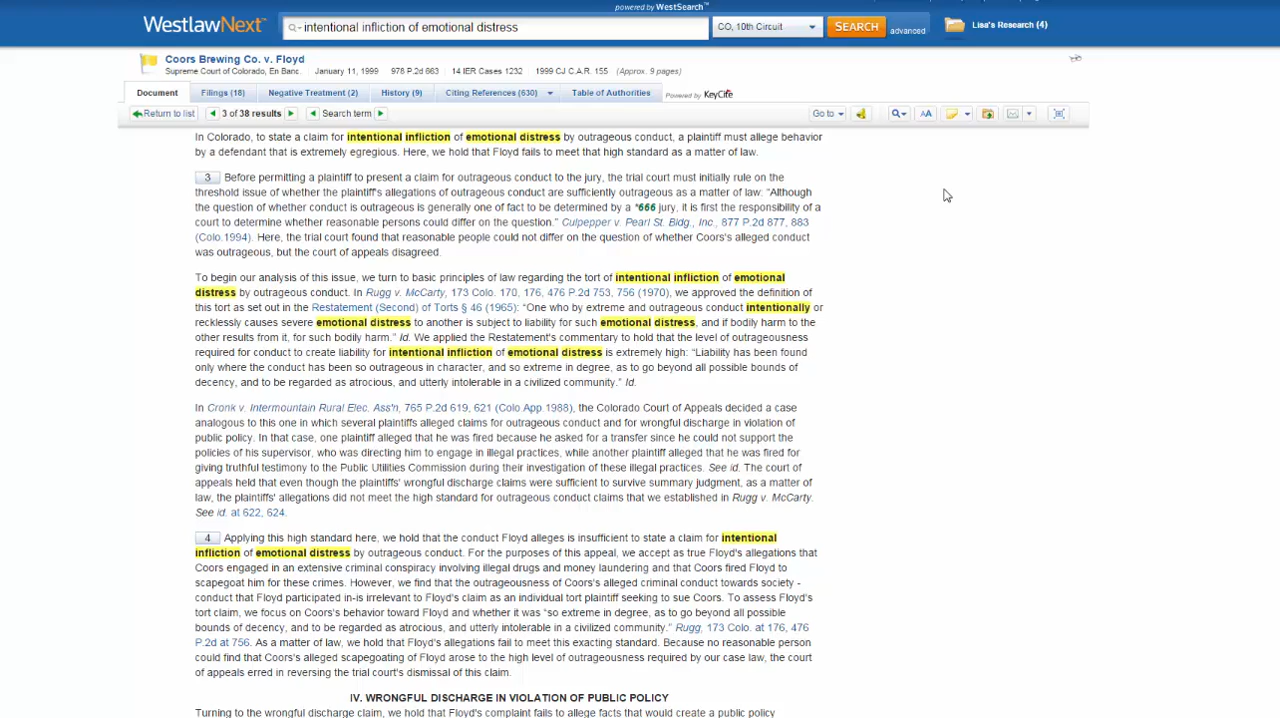 powered by WestSearch™
WestlawNext™
intentional infliction of emotional distress
CO, 10th Circuit
SEARCH
advanced
Lisa's Research (4)
Coors Brewing Co. v. Floyd
Supreme Court of Colorado, En Banc. January 11, 1999 978 P.2d 663 14 IER Cases 1232 1999 CJ C.A.R. 155 (Approx. 9 pages)
Document Filings (18) Negative Treatment (2) History (9) Citing References (630) Table of Authorities Powered by KeyCite
Return to list 3 of 38 results Search term Go to AA
In Colorado, to state a claim for intentional infliction of emotional distress by outrageous conduct, a plaintiff must allege behavior
by a defendant that is extremely egregious. Here, we hold that Floyd fails to meet that high standard as a matter of law.
3 Before permitting a plaintiff to present a claim for outrageous conduct to the jury, the trial court must initially rule on the
threshold issue of whether the plaintiff's allegations of outrageous conduct are sufficiently outrageous as a matter of law: "Although
the question of whether conduct is outrageous is generally one of fact to be determined by a *666 jury, it is first the responsibility of a
court to determine whether reasonable persons could differ on the question." Culpepper v. Pearl St. Bldg., Inc., 877 P.2d 877, 883
(Colo.1994). Here, the trial court found that reasonable people could not differ on the question of whether Coors's alleged conduct
was outrageous, but the court of appeals disagreed.
To begin our analysis of this issue, we turn to basic principles of law regarding the tort of intentional infliction of emotional
distress by outrageous conduct. In Rugg v. McCarty, 173 Colo. 170, 176, 476 P.2d 753, 756 (1970), we approved the definition of
this tort as set out in the Restatement (Second) of Torts § 46 (1965): "One who by extreme and outrageous conduct intentionally or
recklessly causes severe emotional distress to another is subject to liability for such emotional distress, and if bodily harm to the
other results from it, for such bodily harm." Id. We applied the Restatement's commentary to hold that the level of outrageousness
required for conduct to create liability for intentional infliction of emotional distress is extremely high: "Liability has been found
only where the conduct has been so outrageous in character, and so extreme in degree, as to go beyond all possible bounds of
decency, and to be regarded as atrocious, and utterly intolerable in a civilized community." Id.
In Cronk v. Intermountain Rural Elec. Ass'n, 765 P.2d 619, 621 (Colo.App.1988), the Colorado Court of Appeals decided a case
analogous to this one in which several plaintiffs alleged claims for outrageous conduct and for wrongful discharge in violation of
public policy. In that case, one plaintiff alleged that he was fired because he asked for a transfer since he could not support the
policies of his supervisor, who was directing him to engage in illegal practices, while another plaintiff alleged that he was fired for
giving truthful testimony to the Public Utilities Commission during their investigation of these illegal practices. See id. The court of
appeals held that even though the plaintiffs' wrongful discharge claims were sufficient to survive summary judgment, as a matter of
law, the plaintiffs' allegations did not meet the high standard for outrageous conduct claims that we established in Rugg v. McCarty.
See id. at 622, 624.
4 Applying this high standard here, we hold that the conduct Floyd alleges is insufficient to state a claim for intentional
infliction of emotional distress by outrageous conduct. For the purposes of this appeal, we accept as true Floyd's allegations that
Coors engaged in an extensive criminal conspiracy involving illegal drugs and money laundering and that Coors fired Floyd to
scapegoat him for these crimes. However, we find that the outrageousness of Coors's alleged criminal conduct towards society -
conduct that Floyd participated in-is irrelevant to Floyd's claim as an individual tort plaintiff seeking to sue Coors. To assess Floyd's
tort claim, we focus on Coors's behavior toward Floyd and whether it was "so extreme in degree, as to go beyond all possible
bounds of decency, and to be regarded as atrocious, and utterly intolerable in a civilized community." Rugg, 173 Colo. at 176, 476
P.2d at 756. As a matter of law, we hold that Floyd's allegations fail to meet this exacting standard. Because no reasonable person
could find that Coors's alleged scapegoating of Floyd arose to the high level of outrageousness required by our case law, the court
of appeals erred in reversing the trial court's dismissal of this claim.
IV. WRONGFUL DISCHARGE IN VIOLATION OF PUBLIC POLICY
Turning to the wrongful discharge claim, we hold that Floyd's complaint fails to allege facts that would create a public policy